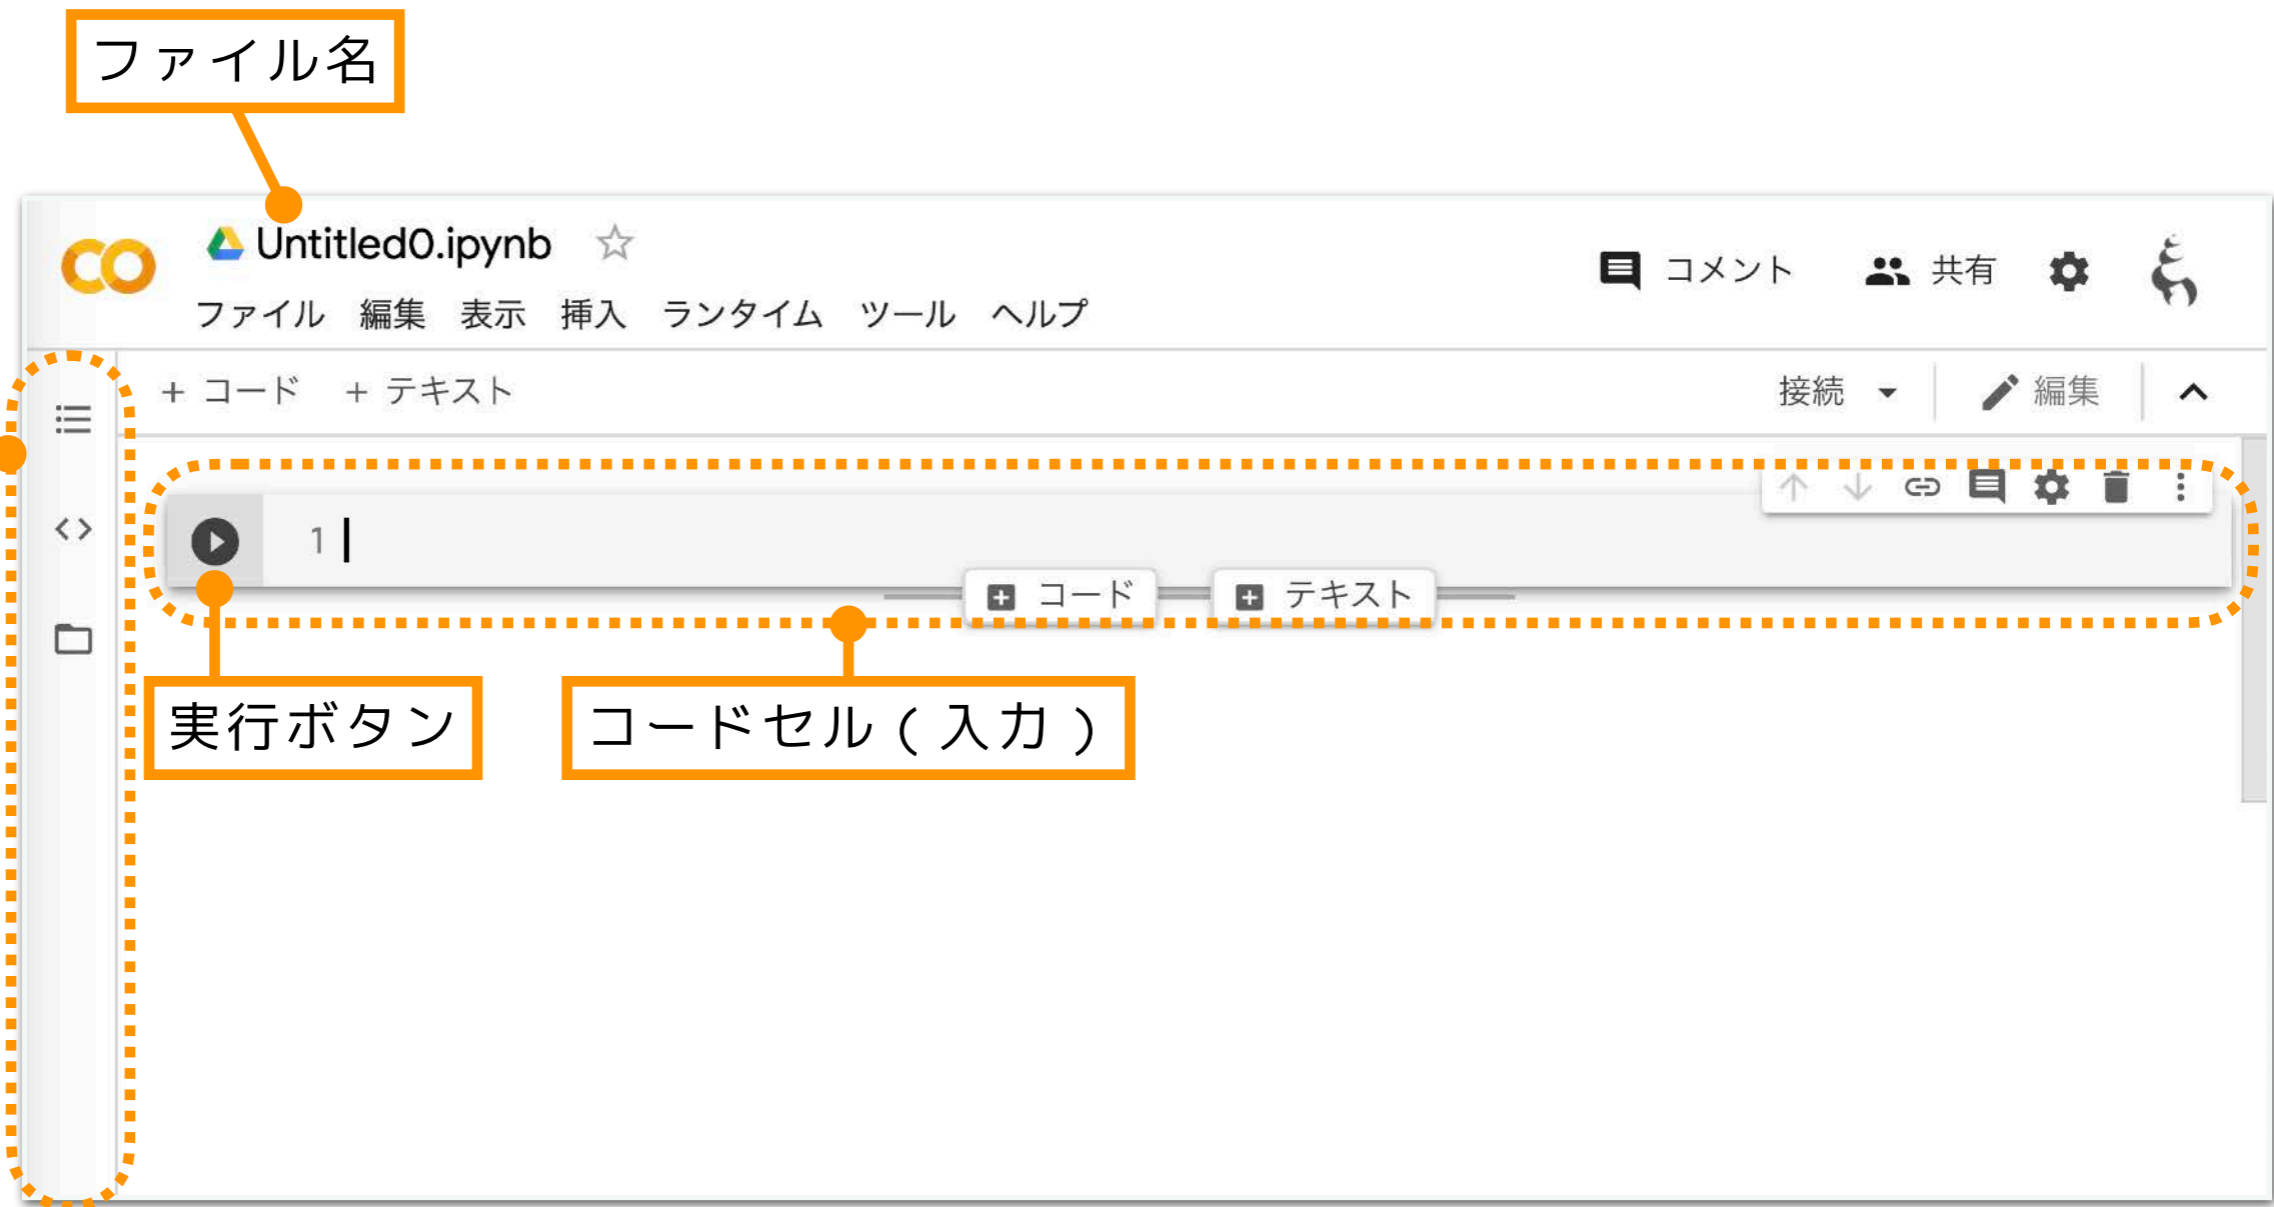 ファイル名
Untitled0.ipynb
コメント 共有
ファイル 編集 表示 挿入 ランタイム ツール ヘルプ
+ コード + テキスト 接続 編集
1
コード テキスト
実行ボタン コードセル(入力)